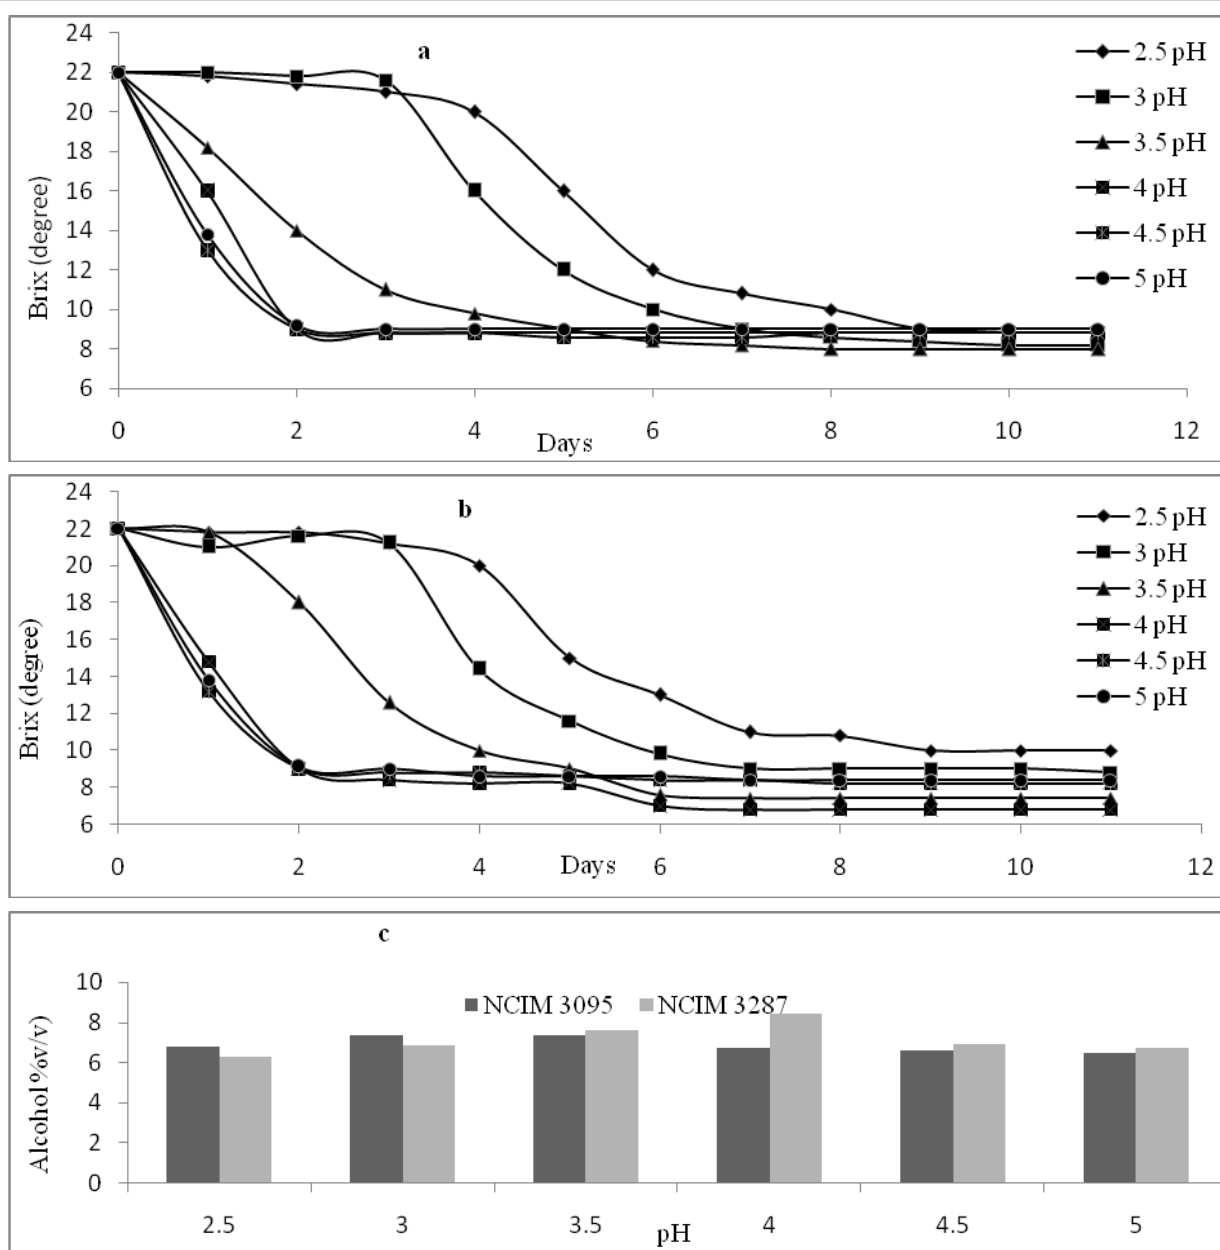 a
24
22
20
18
16
14
12
10
8
6
Brix (degree)
0 2 4 6 8 10 12
Days
2.5 pH
3 pH
3.5 pH
4 pH
4.5 pH
5 pH
b
24
22
20
18
16
14
12
10
8
6
Brix (degree)
0 2 4 6 8 10 12
Days
2.5 pH
3 pH
3.5 pH
4 pH
4.5 pH
5 pH
c
10
8
6
4
2
0
Alcohol %v/v)
NCIM 3095 NCIM 3287
2.5 3 3.5 4 4.5 5
pH